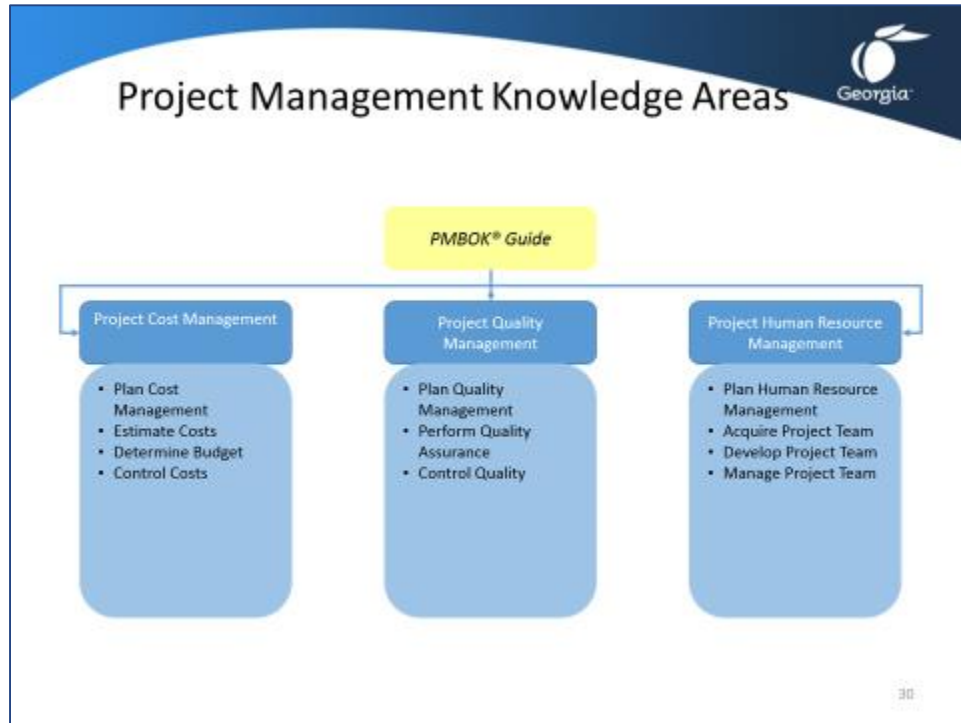 Project Management Knowledge Areas
Georgia
PMBOK® Guide
Project Cost Management
• Plan Cost
Management
• Estimate Costs
• Determine Budget
• Control Costs
Project Quality
Management
• Plan Quality
Management
• Perform Quality
Assurance
• Control Quality
Project Human Resource
Management
• Plan Human Resource
Management
• Acquire Project Team
• Develop Project Team
• Manage Project Team
30